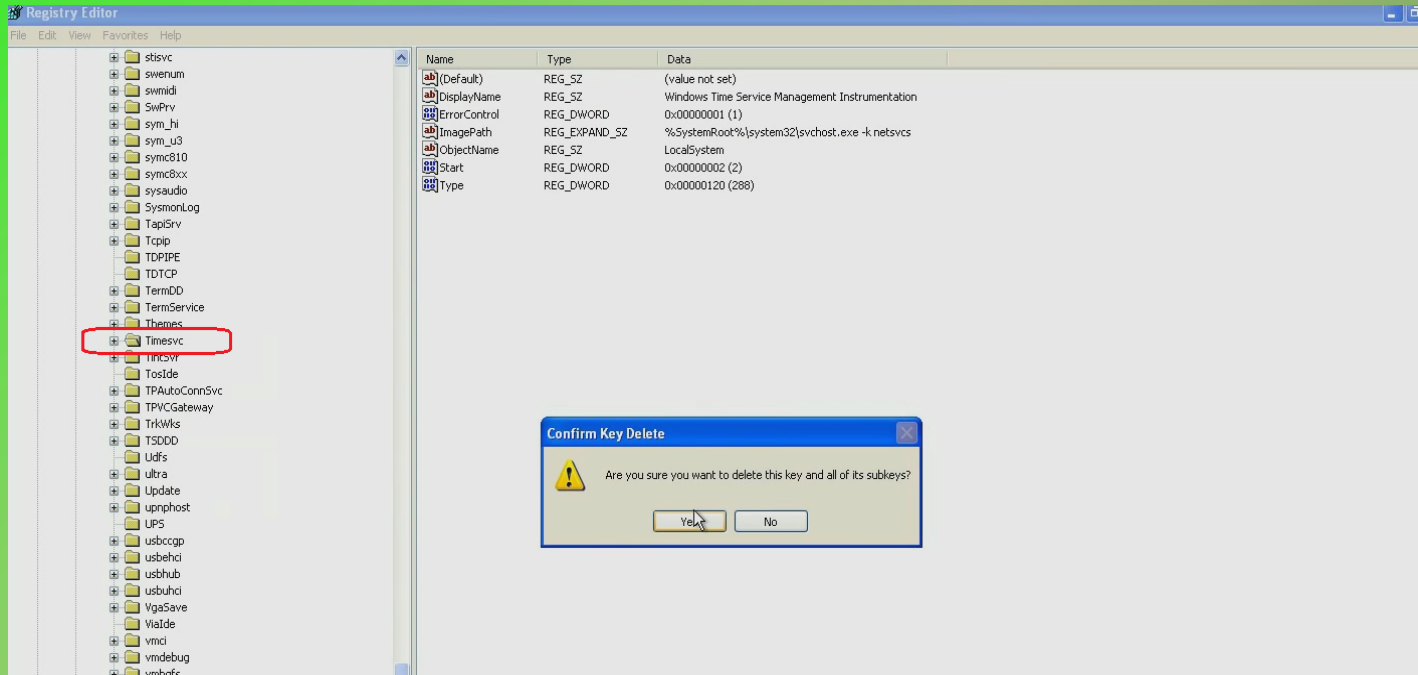 Registry Editor
File Edit View Favorites Help
stisvc
swenum
swmidi
SwPrv
sym_hi
sym_u3
symc810
symc8xx
sysaudio
SysmonLog
TapiSrv
Tcpip
TDPIPE
TDTCP
TermDD
TermService
Themes
Timesvc
TintSvr
TosIde
TPAutoConnSvc
TPVCGateway
TrkWks
TSDDD
Udfs
ultra
Update
upnphost
UPS
usbccgp
usbehci
usbhub
usbuhci
VgaSave
ViaIde
vmci
vmdebug
vmhgfs
Name Type Data
(Default) REG_SZ (value not set)
DisplayName REG_SZ Windows Time Service Management Instrumentation
ErrorControl REG_DWORD 0x00000001 (1)
ImagePath REG_EXPAND_SZ %SystemRoot%\system32\svchost.exe -k netsvcs
ObjectName REG_SZ LocalSystem
Start REG_DWORD 0x00000002 (2)
Type REG_DWORD 0x00000120 (288)
Confirm Key Delete
Are you sure you want to delete this key and all of its subkeys?
Yes No